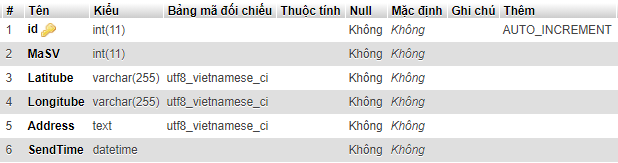 # Tên Kiểu Bảng mã đối chiếu Thuộc tính Null Mặc định Ghi chú Thêm
1 id int(11) Không Không AUTO_INCREMENT
2 MaSV int(11) Không Không
3 Latitube varchar(255) utf8_vietnamese_ci Không Không
4 Longitube varchar(255) utf8_vietnamese_ci Không Không
5 Address text utf8_vietnamese_ci Không Không
6 SendTime datetime Không Không